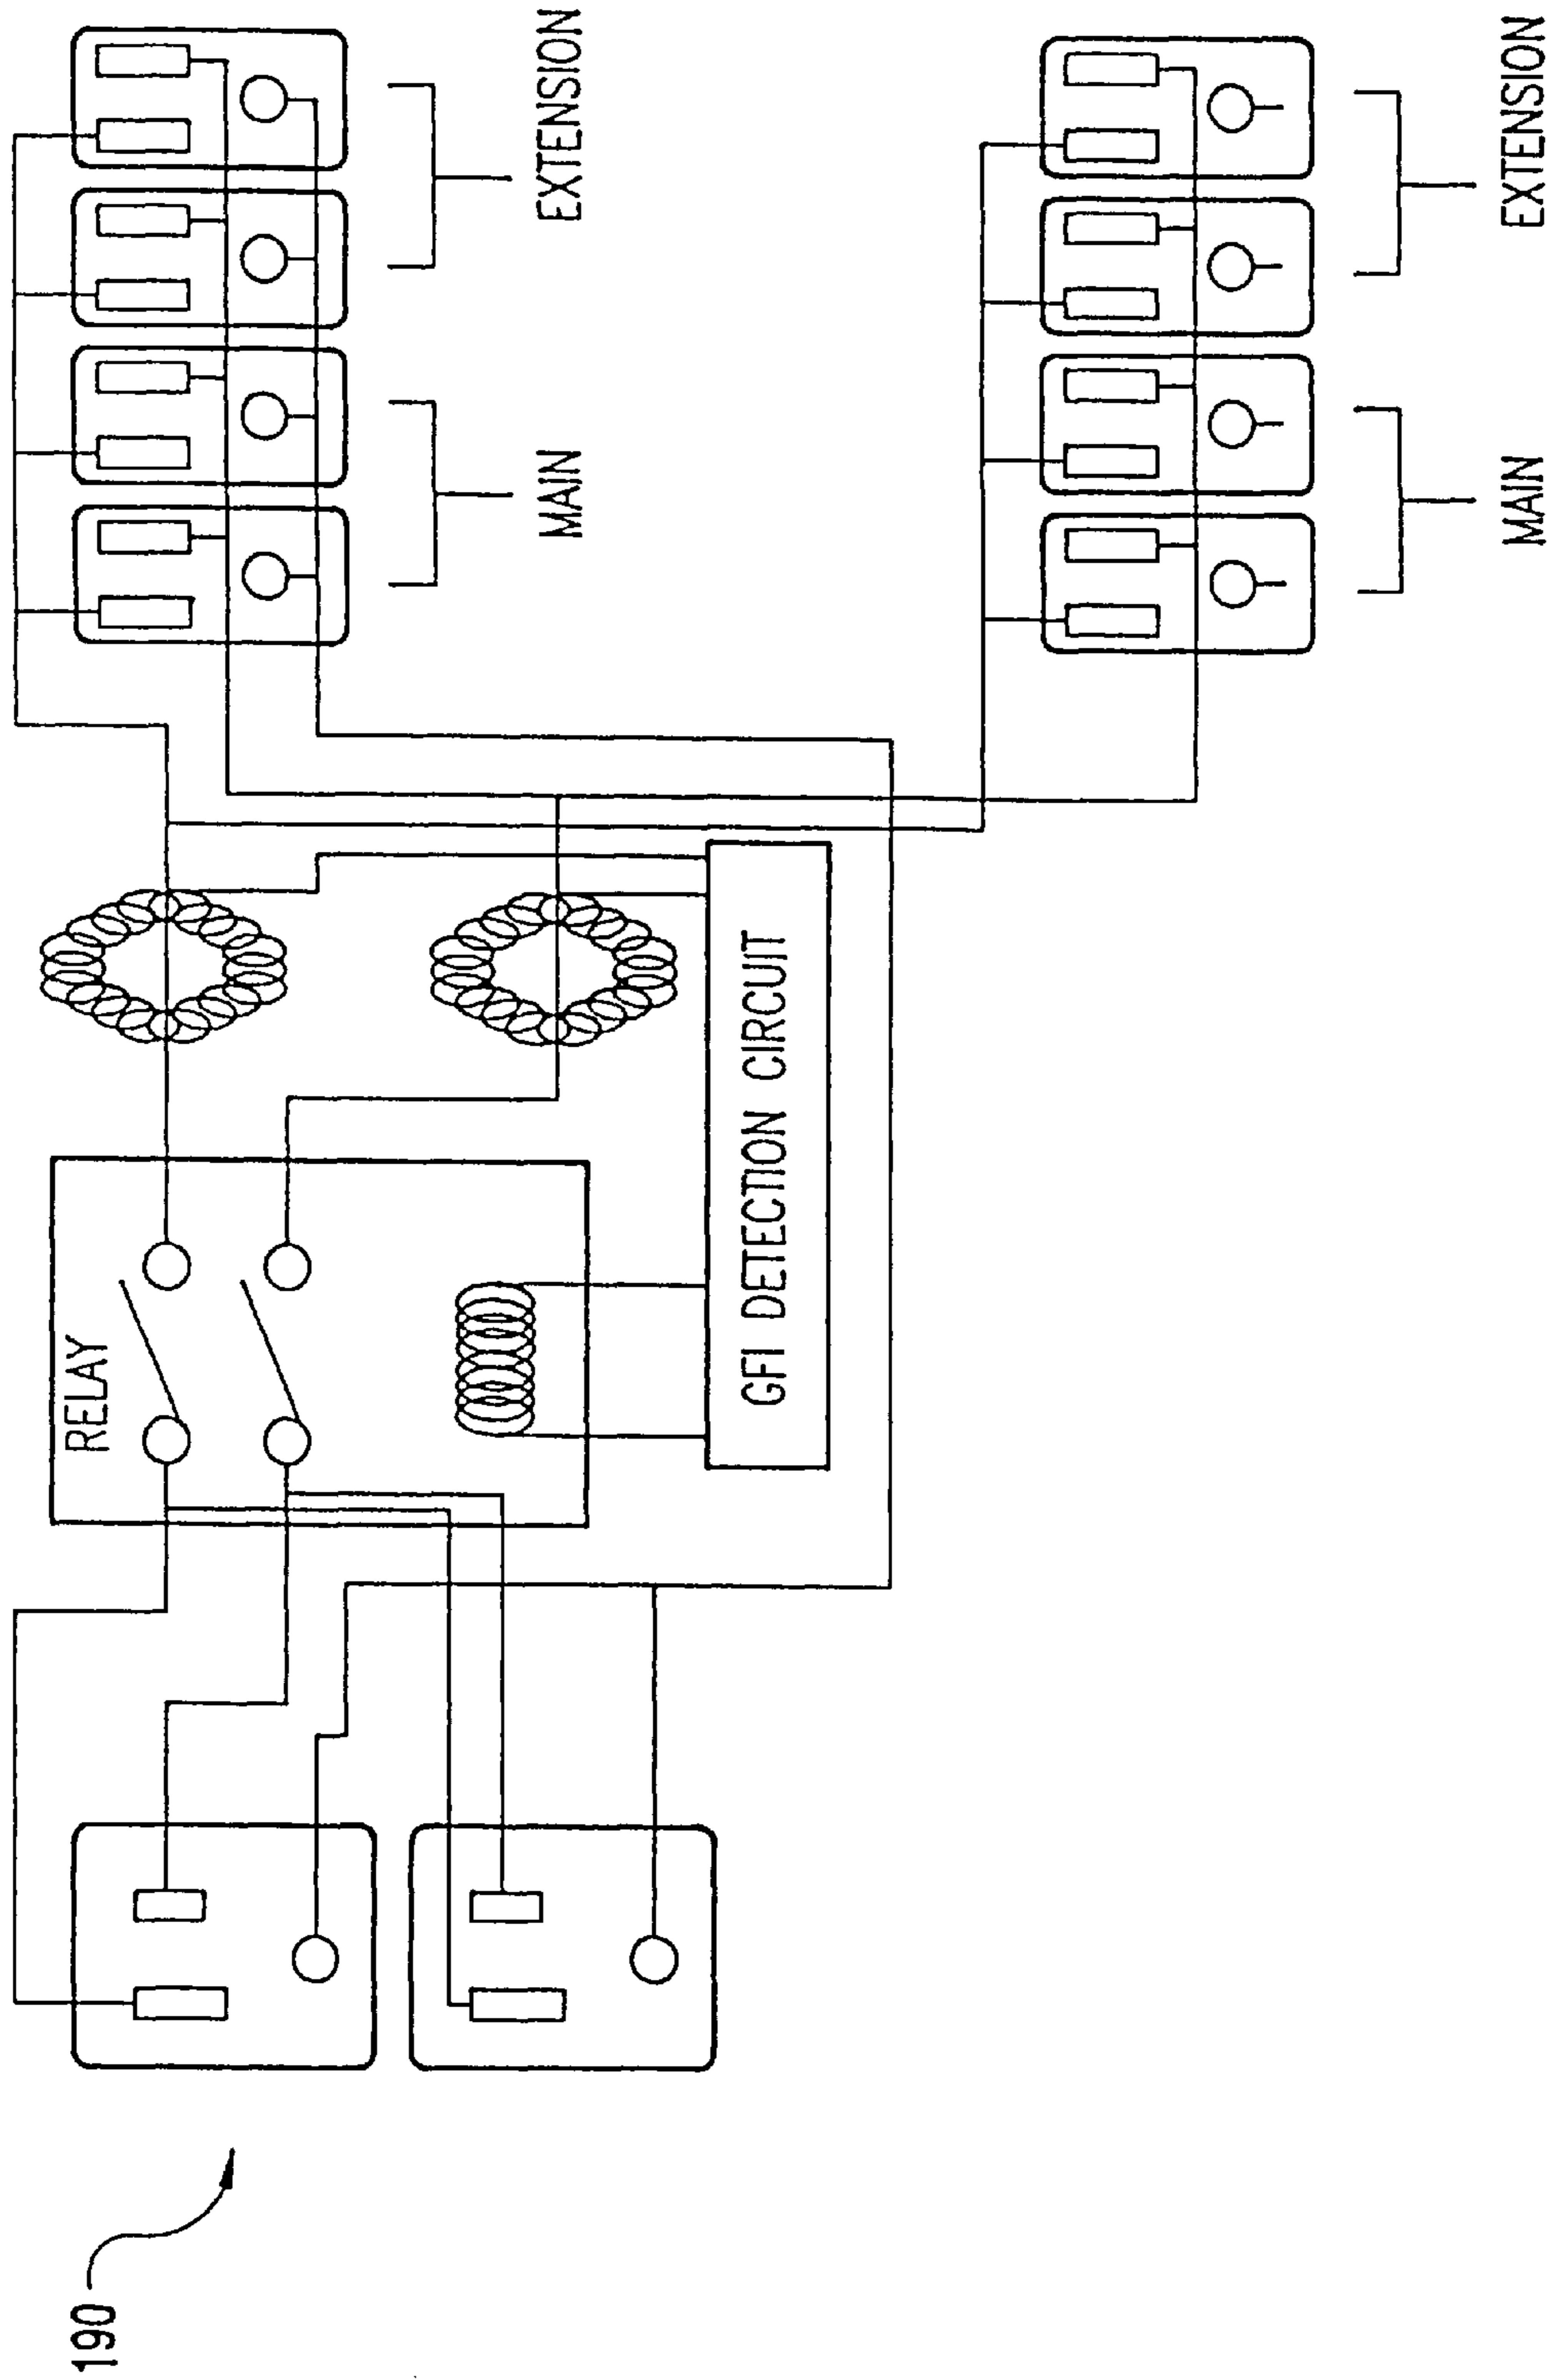 RELAY
GFI DETECTION CIRCUIT
MAIN
EXTENSION
MAIN
EXTENSION
190